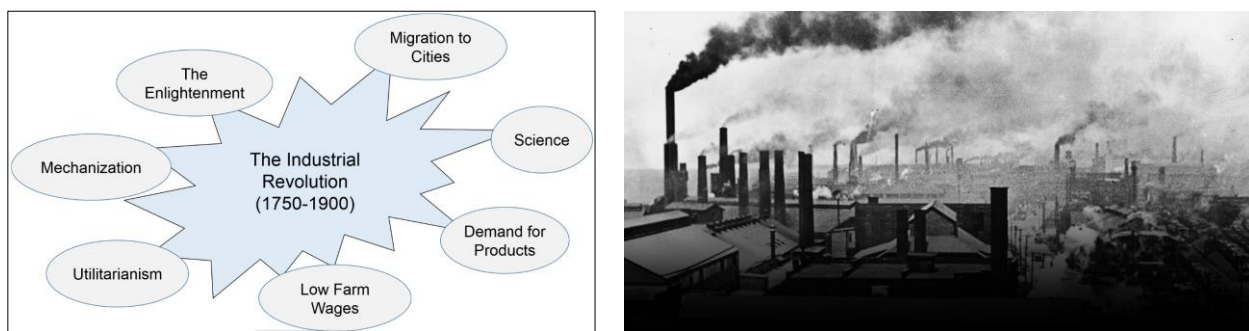 Migration to
Cities
The
Enlightenment
Science
Mechanization
The Industrial
Revolution
(1750-1900)
Demand for
Products
Utilitarianism
Low Farm
Wages